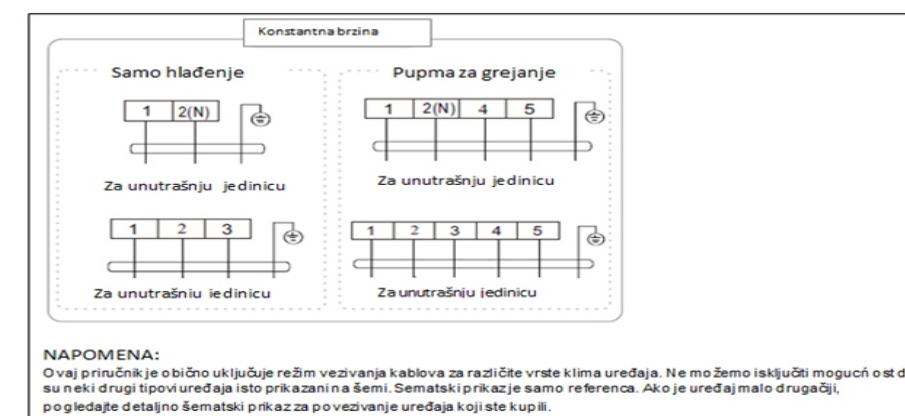 Konstantna brzina
Samo hlađenje
Pupma za grejanje
1 2(N)
1 2(N) 4 5
Za unutrašnju jedinicu
Za unutrašnju jedinicu
1 2 3
1 2 3 4 5
Za unutrašniu iedinicu
Za unutrašnju jedinicu
NAPOMENA:
Ovaj priručnik je obično uključuje režim vezivanja kablova za različite vrste klima uređaja. Ne možemo isključiti mogućnost d
su neki drugi tipovi uređaja isto prikazani na šemi. Sematski prikaz je samo referenca. Ako je uređaj malo drugačiji,
pogledajte detaljno šematski prikaz za povezivanje uređaja koji ste kupili.